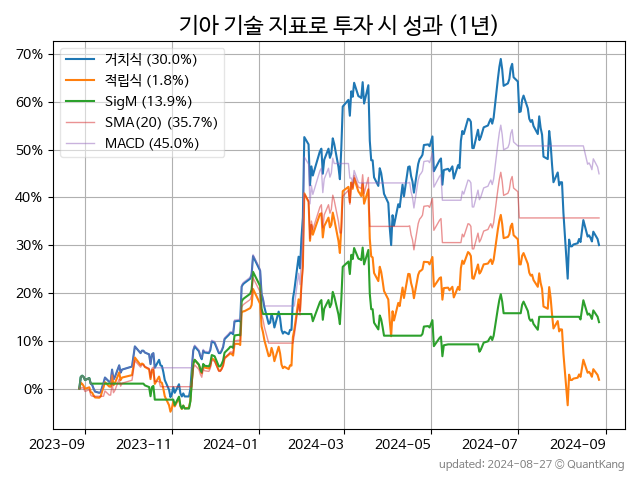 기아 기술 지표로 투자 시 성과 (1년)
70%
60%
50%
40%
30%
20%
10%
0%
거치식 (30.0%)
적립식 (1.8%)
SigM (13.9%)
SMA(20) (35.7%)
MACD (45.0%)
2023-09 2023-11 2024-01 2024-03 2024-05 2024-07 2024-09
updated: 2024-08-27 © QuantKang